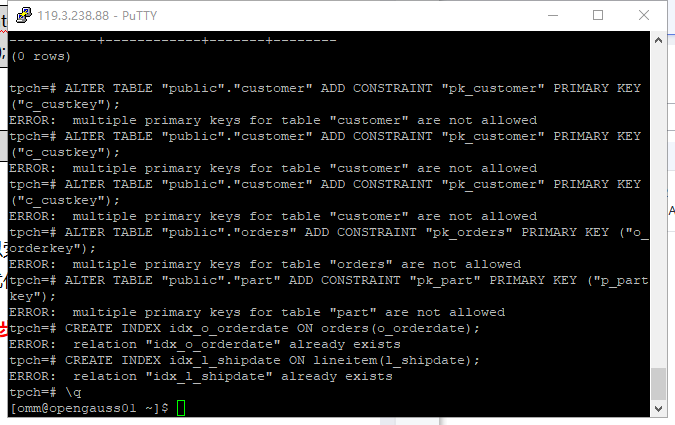 119.3.238.88 - PuTTY
-----------+------------+-------+--------
(0 rows)
tpch=# ALTER TABLE "public"."customer" ADD CONSTRAINT "pk_customer" PRIMARY KEY
("c_custkey");
ERROR:  multiple primary keys for table "customer" are not allowed
tpch=# ALTER TABLE "public"."customer" ADD CONSTRAINT "pk_customer" PRIMARY KEY
("c_custkey");
ERROR:  multiple primary keys for table "customer" are not allowed
tpch=# ALTER TABLE "public"."customer" ADD CONSTRAINT "pk_customer" PRIMARY KEY
("c_custkey");
ERROR:  multiple primary keys for table "customer" are not allowed
tpch=# ALTER TABLE "public"."orders" ADD CONSTRAINT "pk_orders" PRIMARY KEY ("o_
orderkey");
ERROR:  multiple primary keys for table "orders" are not allowed
tpch=# ALTER TABLE "public"."part" ADD CONSTRAINT "pk_part" PRIMARY KEY ("p_part
key");
ERROR:  multiple primary keys for table "part" are not allowed
tpch=# CREATE INDEX idx_o_orderdate ON orders(o_orderdate);
ERROR:  relation "idx_o_orderdate" already exists
tpch=# CREATE INDEX idx_l_shipdate ON lineitem(l_shipdate);
ERROR:  relation "idx_l_shipdate" already exists
tpch=# \q
[omm@opengauss01 ~]$